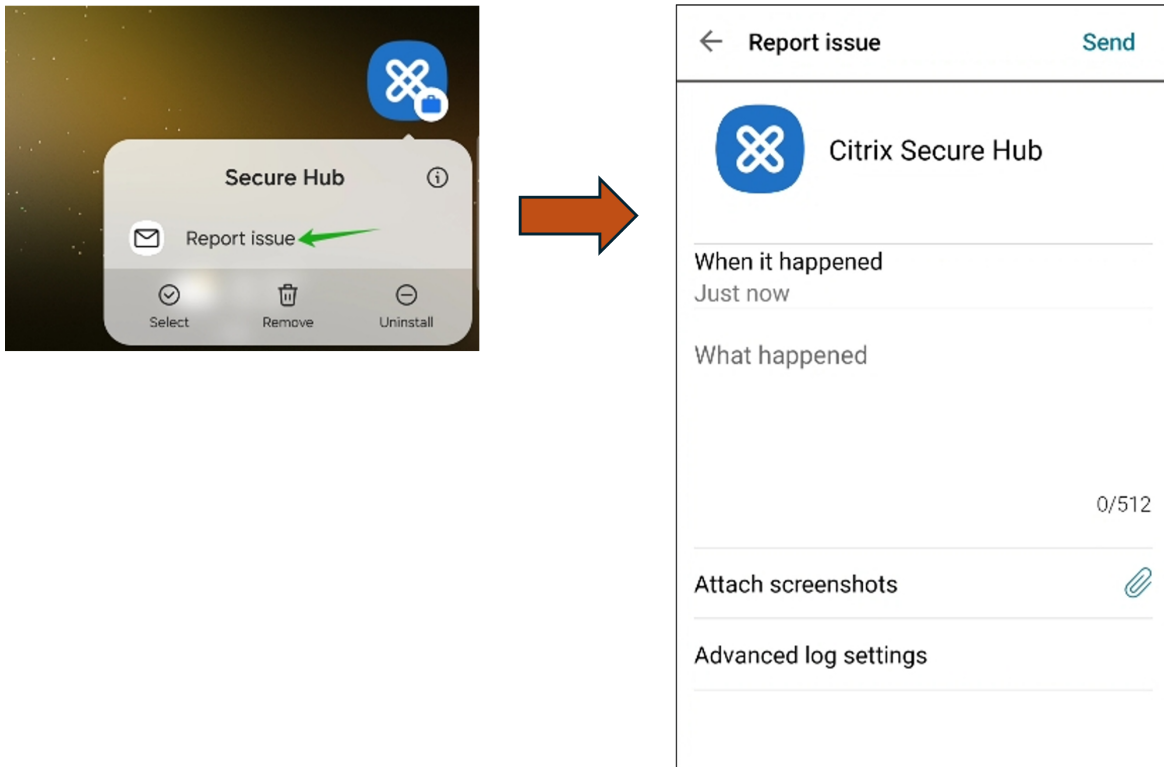 Secure Hub
Report issue
Select Remove Uninstall
Report issue Send
Citrix Secure Hub
When it happened
Just now
What happened
0/512
Attach screenshots
Advanced log settings